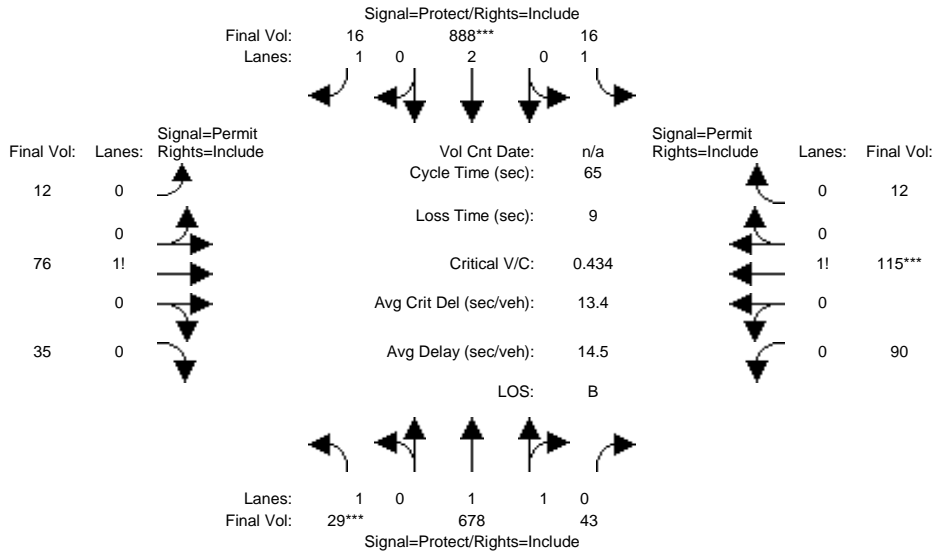 Signal=Protect/Rights=Include
Final Vol: 16 888*** 16
Lanes: 1 0 2 0 1
Signal=Permit
Final Vol: Lanes: Rights=Include
Vol Cnt Date: n/a
Signal=Permit
Rights=Include Lanes: Final Vol:
Cycle Time (sec): 65
12 0 0 12
Loss Time (sec): 9
0 0
76 1! Critical V/C: 0.434 1! 115***
0 Avg Crit Del (sec/veh): 13.4 0
35 0 Avg Delay (sec/veh): 14.5 0 90
LOS: B
Lanes: 1 0 1 1 0
Final Vol: 29*** 678 43
Signal=Protect/Rights=Include